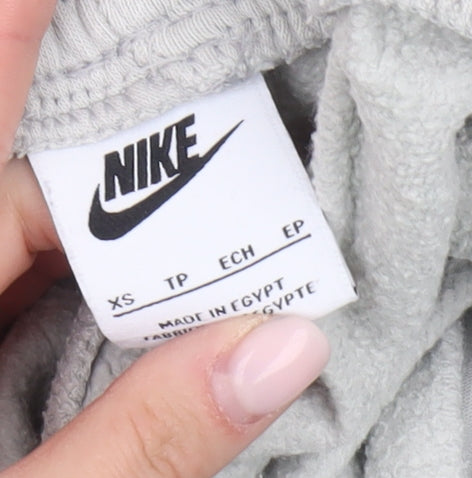 NIKE
XS TP ECH EP
MADE IN EGYPT